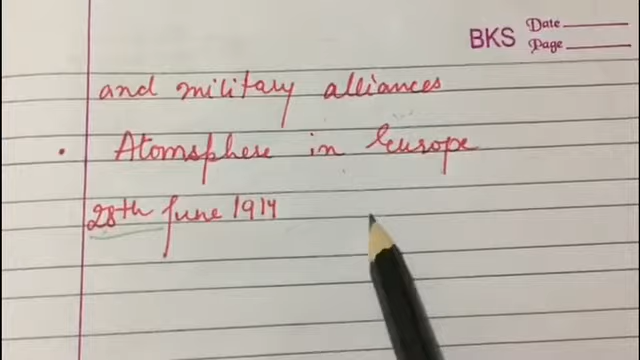 BKS Date
Page
and military alliances
• Atomsphere in Europe
28th June 1914